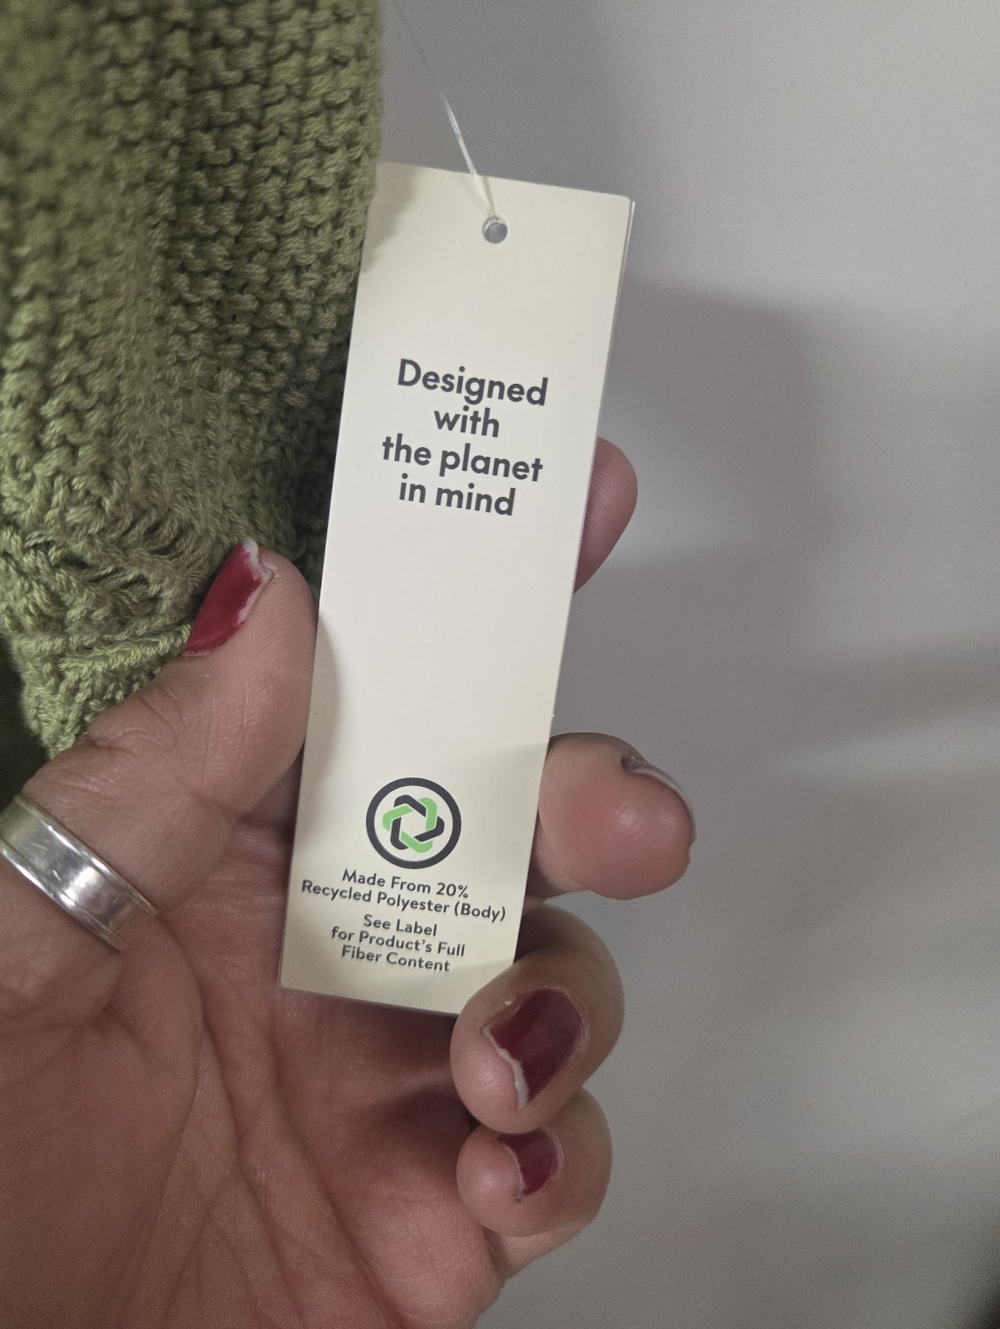 Designed
with
the planet
in mind
Made From 20%
Recycled Polyester (Body)
See Label
for Product's Full
Fiber Content